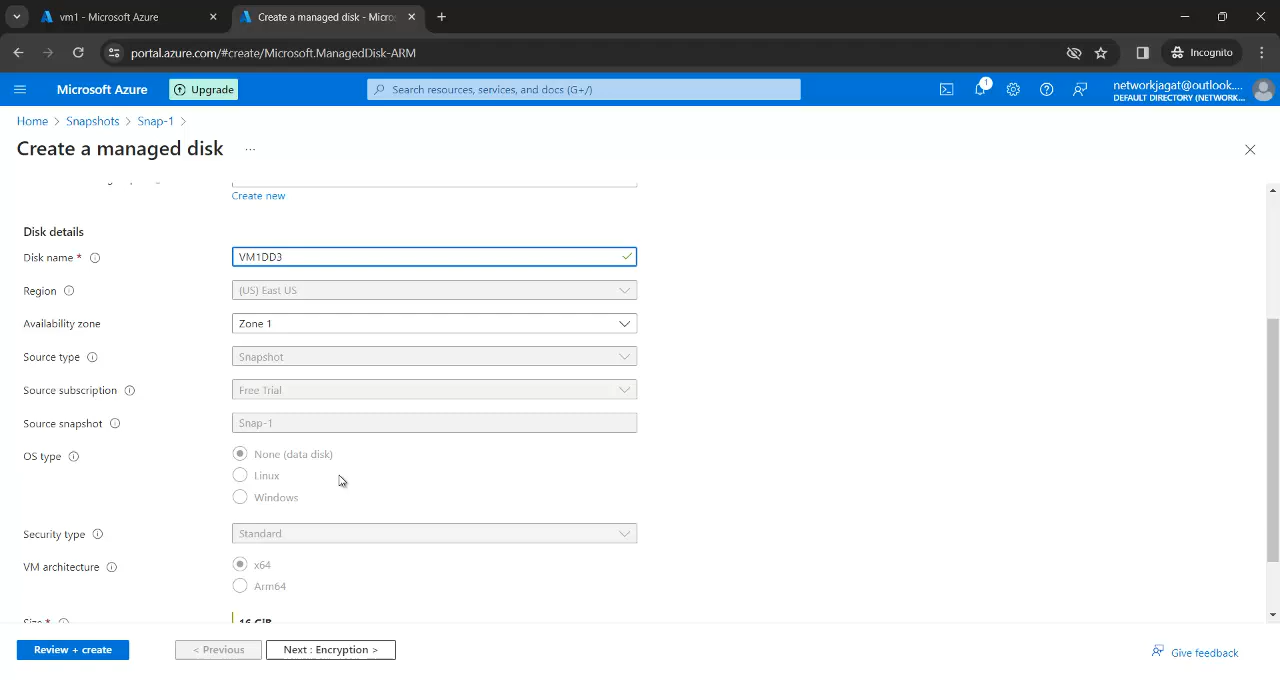 vm1 - Microsoft Azure
Create a managed disk - Micros
portal.azure.com/#create/Microsoft.ManagedDisk-ARM
Incognito
Microsoft Azure
Upgrade
Search resources, services, and docs (G+/)
1
networkjagat@outlook....
DEFAULT DIRECTORY (NETWORK...
Home > Snapshots > Snap-1 >
Create a managed disk ...
Create new
Disk details
Disk name * VM1DD3
Region (US) East US
Availability zone Zone 1
Source type Snapshot
Source subscription Free Trial
Source snapshot Snap-1
OS type None (data disk)
Linux
Windows
Security type Standard
VM architecture x64
Arm64
Size * 16 GiB
Review + create
< Previous
Next : Encryption >
Give feedback